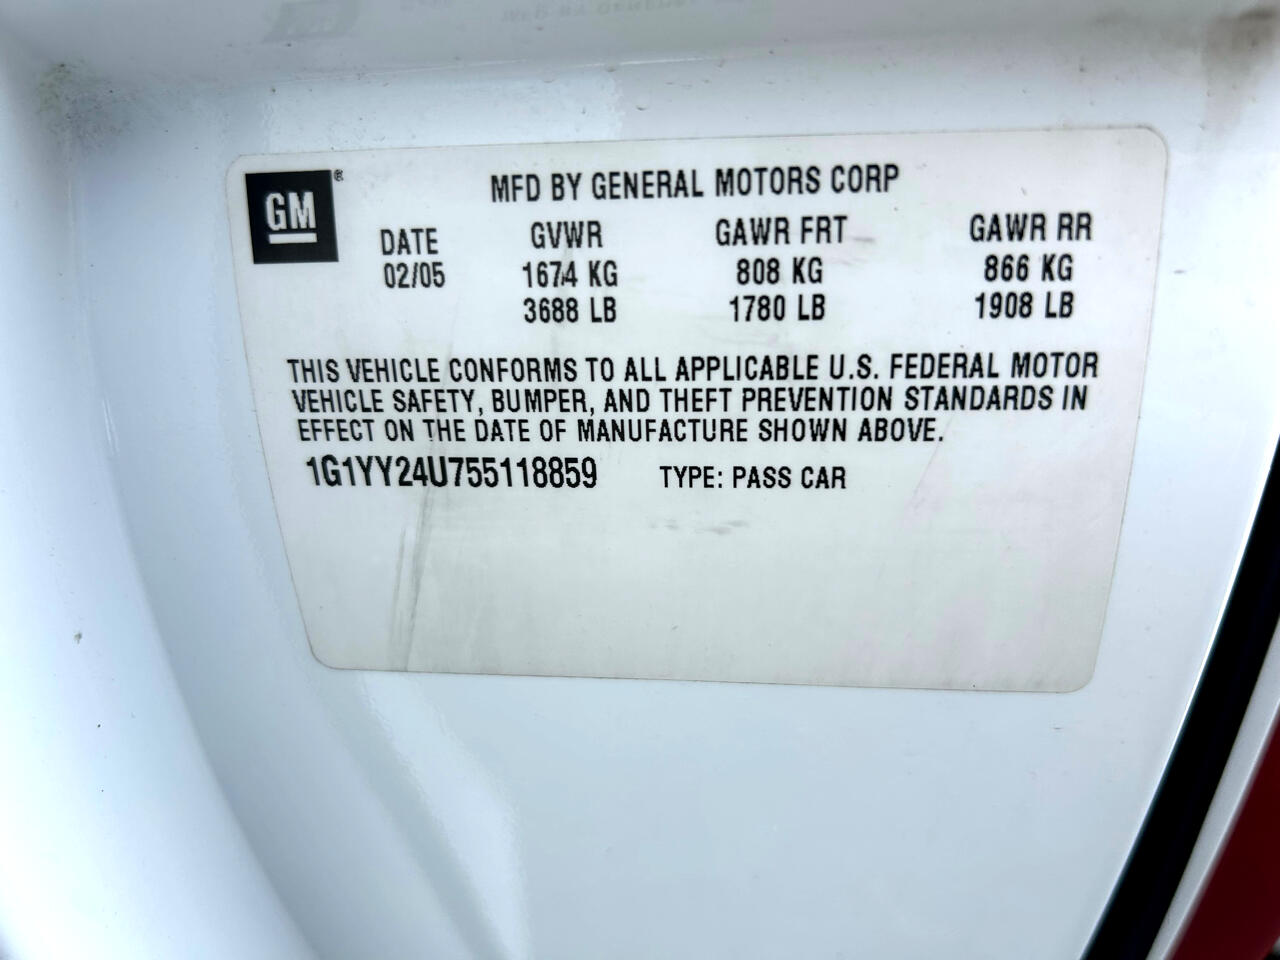 GM®
MFD BY GENERAL MOTORS CORP
DATE GVWR GAWR FRT GAWR RR
02/05 1674 KG 808 KG 866 KG
3688 LB 1780 LB 1908 LB
THIS VEHICLE CONFORMS TO ALL APPLICABLE U.S. FEDERAL MOTOR
VEHICLE SAFETY, BUMPER, AND THEFT PREVENTION STANDARDS IN
EFFECT ON THE DATE OF MANUFACTURE SHOWN ABOVE.
1G1YY24U755118859 TYPE: PASS CAR